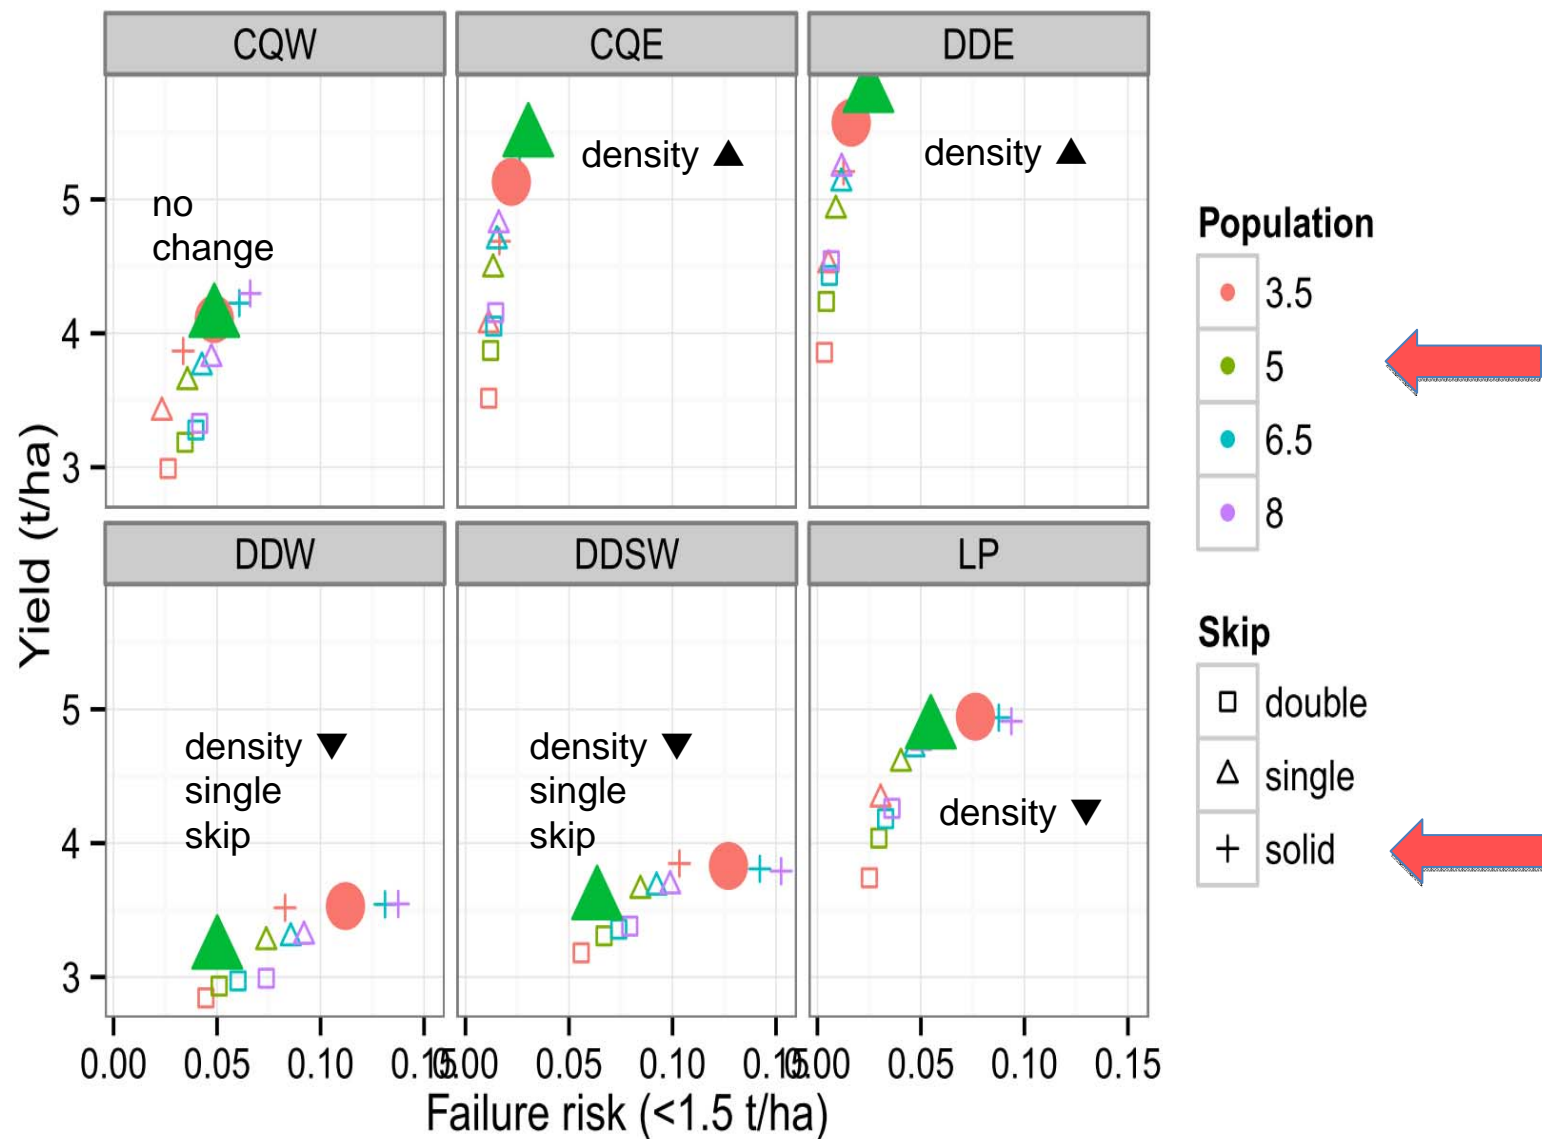 CQW
CQE
DDE
no
change
density ▲
density ▲
5
4
3
Yield (t/ha)
DDW
DDSW
LP
density ▼
single
skip
density ▼
single
skip
density ▼
5
4
3
0.00 0.05 0.10 0.15
0.00 0.05 0.10 0.15
0.00 0.05 0.10 0.15
Failure risk (<1.5 t/ha)
Population
3.5
5
6.5
8
Skip
double
single
solid